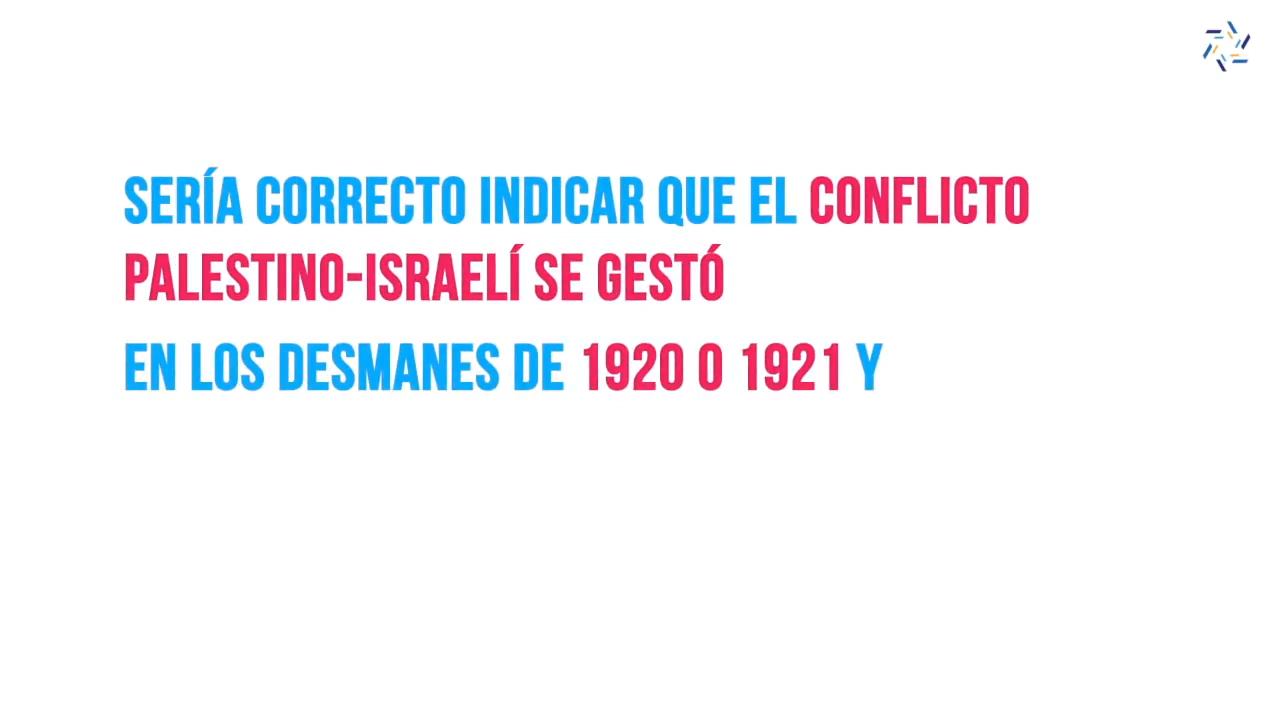 SERÍA CORRECTO INDICAR QUE EL CONFLICTO
PALESTINO-ISRAELÍ SE GESTÓ
EN LOS DESMANES DE 1920 O 1921 Y